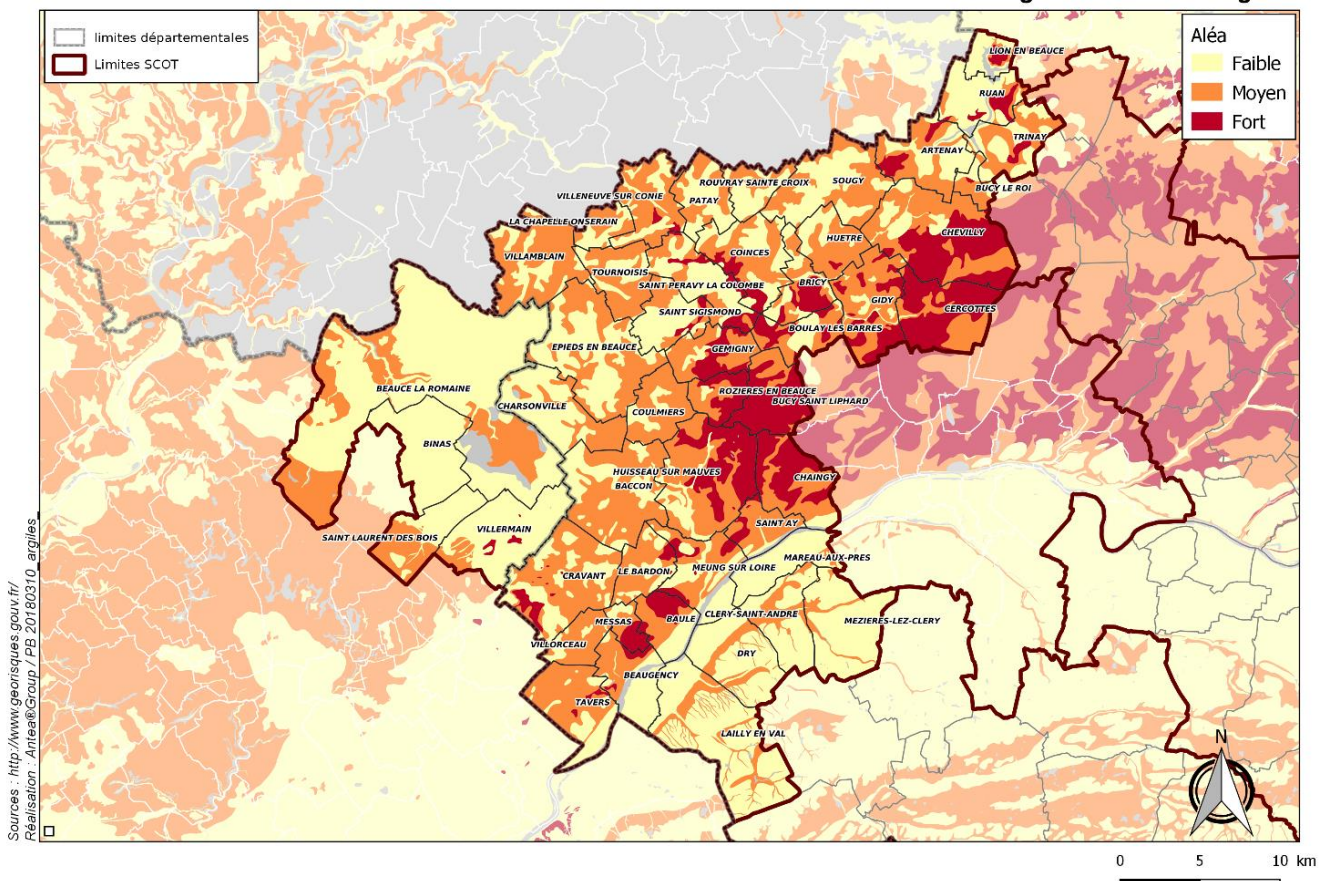 limites départementales
Limites SCOT
Aléa
Faible
Moyen
Fort
LION EN BEAUCE
RUAN
TRINAY
ARTENAY
BUCY LE ROI
SOUGY
ROUVRAY SAINTE CROIX
VILLENEUVE SUR CONIE
PATAY
LA CHAPELLE ONSERAIN
CHEVILLY
HUETRE
COINCES
VILLAMBLAIN
TOURNOISIS
SAINT PERAVY LA COLOMBE
BRICY
GIDY
CERCOTTES
SAINT SIGISMOND
BOULAY LES BARRES
EPIEDS EN BEAUCE
GEMIGNY
BEAUCE LA ROMAINE
ROZIERES EN BEAUCE
BUCY SAINT LIPHARD
CHARSONVILLE
COULMIERS
BINAS
HUISSEAU SUR MAUVES
CHAINGY
BACCON
VILLERMAIN
SAINT AY
SAINT LAURENT DES BOIS
MAREAU-AUX-PRES
MEUNG SUR LOIRE
LE BARDON
CRAVANT
CLERY-SAINT-ANDRE
MESSAS
BAULE
MEZIERES-LEZ-CLERY
VILLORCEAU
DRY
BEAUGENCY
TAVERS
LAILLY EN VAL
N
0 5 10 km
Sources : http://www.georisques.gouv.fr/
Réalisation : Antea®Group / PB 20180310_argiles